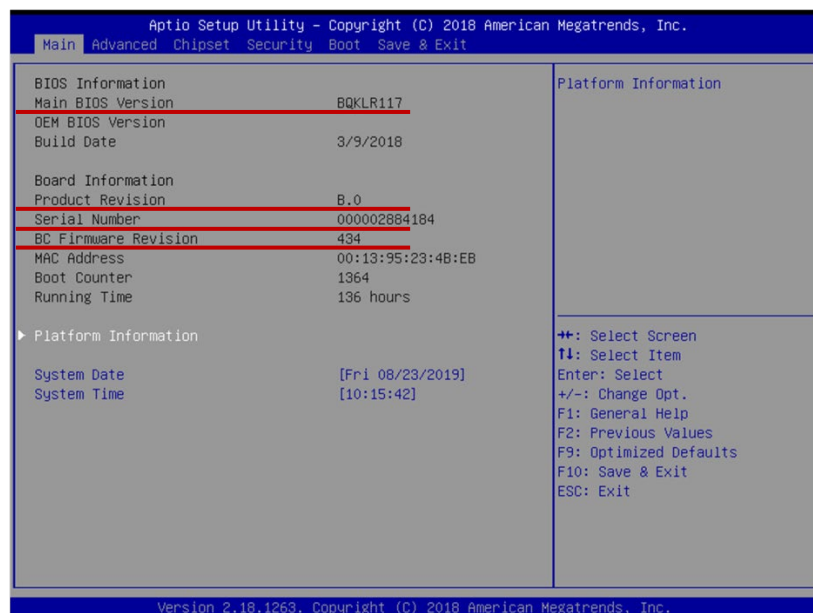 Aptio Setup Utility – Copyright (C) 2018 American Megatrends, Inc.
Main Advanced Chipset Security Boot Save & Exit
BIOS Information
Main BIOS Version BQKLR117
OEM BIOS Version
Build Date 3/9/2018
Board Information
Product Revision B.0
Serial Number 000002884184
BC Firmware Revision 434
MAC Address 00:13:95:23:4B:EB
Boot Counter 1364
Running Time 136 hours
► Platform Information
System Date [Fri 08/23/2019]
System Time [10:15:42]
Platform Information
→←: Select Screen
↑↓: Select Item
Enter: Select
+/-: Change Opt.
F1: General Help
F2: Previous Values
F9: Optimized Defaults
F10: Save & Exit
ESC: Exit
Version 2.18.1263. Copyright (C) 2018 American Megatrends, Inc.